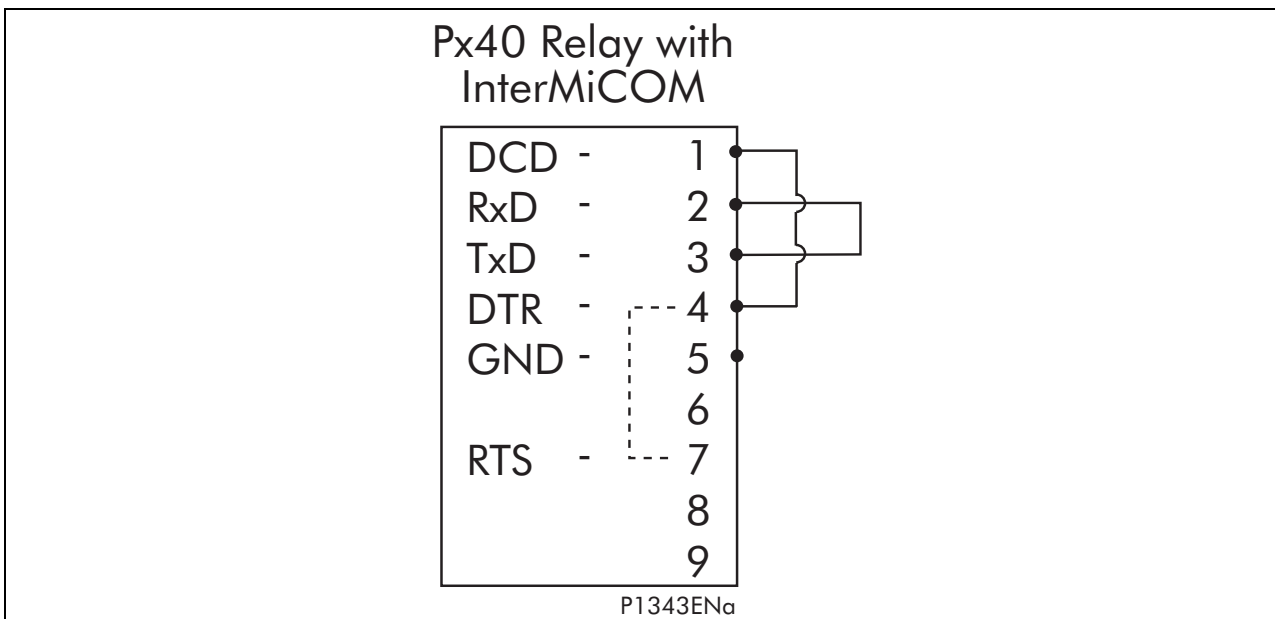 Px40 Relay with
InterMiCOM
DCD - 1
RxD - 2
TxD - 3
DTR - 4
GND - 5
6
RTS - 7
8
9
P1343ENa